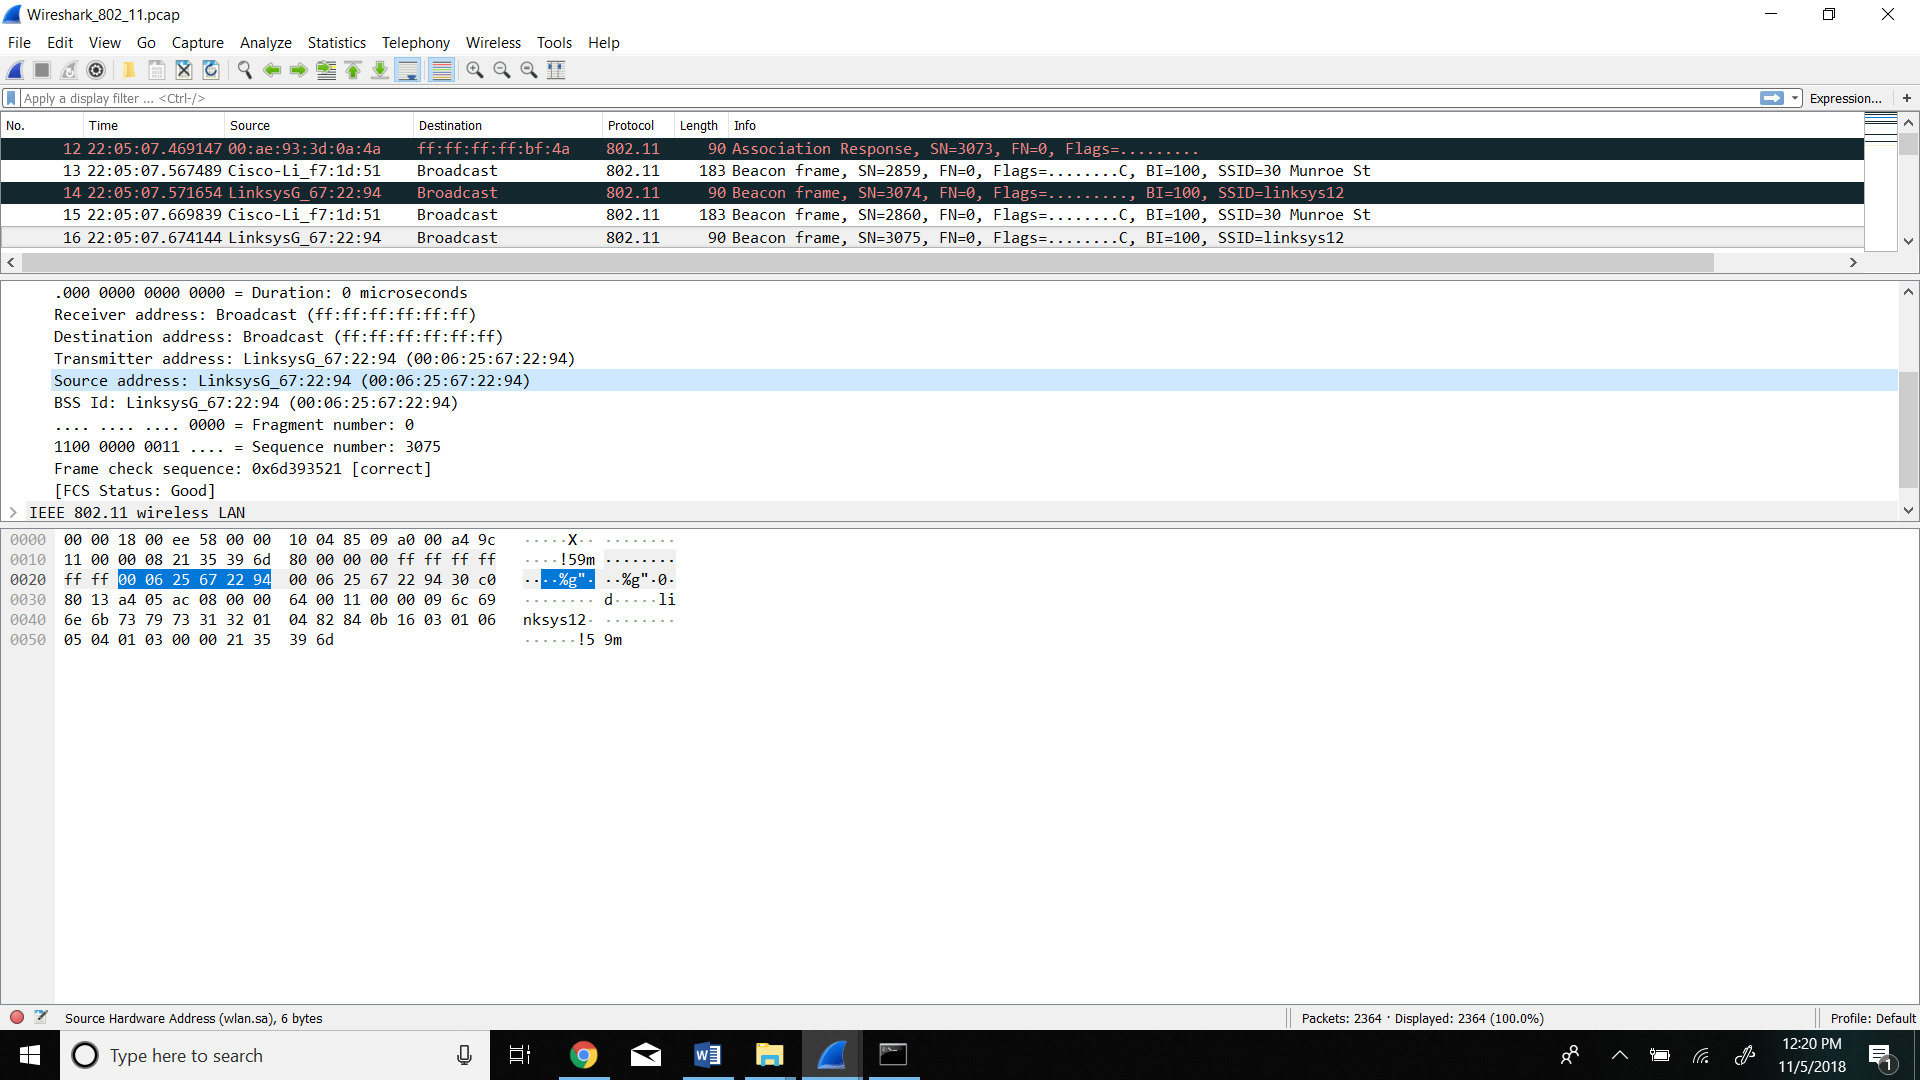 Wireshark_802_11.pcap
File Edit View Go Capture Analyze Statistics Telephony Wireless Tools Help
Apply a display filter ... <Ctrl-/> Expression... +
No. Time Source Destination Protocol Length Info
12 22:05:07.469147 00:ae:93:3d:0a:4a ff:ff:ff:ff:bf:4a 802.11 90 Association Response, SN=3073, FN=0, Flags=.........
13 22:05:07.567489 Cisco-Li_f7:1d:51 Broadcast 802.11 183 Beacon frame, SN=2859, FN=0, Flags=........C, BI=100, SSID=30 Munroe St
14 22:05:07.571654 LinksysG_67:22:94 Broadcast 802.11 90 Beacon frame, SN=3074, FN=0, Flags=........., BI=100, SSID=linksys12
15 22:05:07.669839 Cisco-Li_f7:1d:51 Broadcast 802.11 183 Beacon frame, SN=2860, FN=0, Flags=........C, BI=100, SSID=30 Munroe St
16 22:05:07.674144 LinksysG_67:22:94 Broadcast 802.11 90 Beacon frame, SN=3075, FN=0, Flags=........C, BI=100, SSID=linksys12
.000 0000 0000 0000 = Duration: 0 microseconds
Receiver address: Broadcast (ff:ff:ff:ff:ff:ff)
Destination address: Broadcast (ff:ff:ff:ff:ff:ff)
Transmitter address: LinksysG_67:22:94 (00:06:25:67:22:94)
Source address: LinksysG_67:22:94 (00:06:25:67:22:94)
BSS Id: LinksysG_67:22:94 (00:06:25:67:22:94)
.... .... .... 0000 = Fragment number: 0
1100 0000 0011 .... = Sequence number: 3075
Frame check sequence: 0x6d393521 [correct]
[FCS Status: Good]
> IEEE 802.11 wireless LAN
0000 00 00 18 00 ee 58 00 00 10 04 85 09 a0 00 a4 9c ·····X·· ········
0010 11 00 00 08 21 35 39 6d 80 00 00 00 ff ff ff ff ····!59m ········
0020 ff ff 00 06 25 67 22 94 00 06 25 67 22 94 30 c0 ····%g"· ··%g"·0·
0030 80 13 a4 05 ac 08 00 00 64 00 11 00 00 09 6c 69 ········ d·····li
0040 6e 6b 73 79 73 31 32 01 04 82 84 0b 16 03 01 06 nksys12· ········
0050 05 04 01 03 00 00 21 35 39 6d ······!5 9m
Source Hardware Address (wlan.sa), 6 bytes Packets: 2364 · Displayed: 2364 (100.0%) Profile: Default
Type here to search 12:20 PM
11/5/2018 1